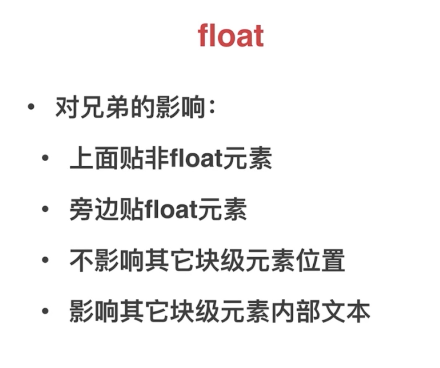 float
• 对兄弟的影响：
• 上面贴非float元素
• 旁边贴float元素
• 不影响其它块级元素位置
• 影响其它块级元素内部文本